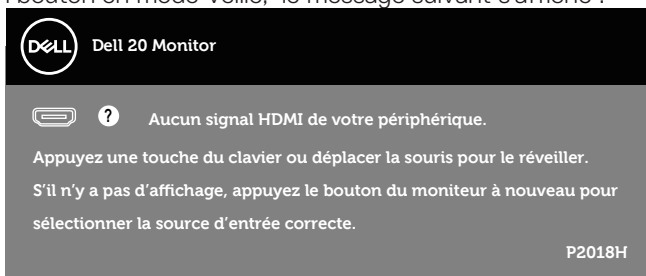 bouton en mode veille, le message suivant s'affiche :
DELL Dell 20 Monitor
? Aucun signal HDMI de votre périphérique.
Appuyez une touche du clavier ou déplacer la souris pour le réveiller.
S'il n'y a pas d'affichage, appuyez le bouton du moniteur à nouveau pour
sélectionner la source d'entrée correcte.
P2018H